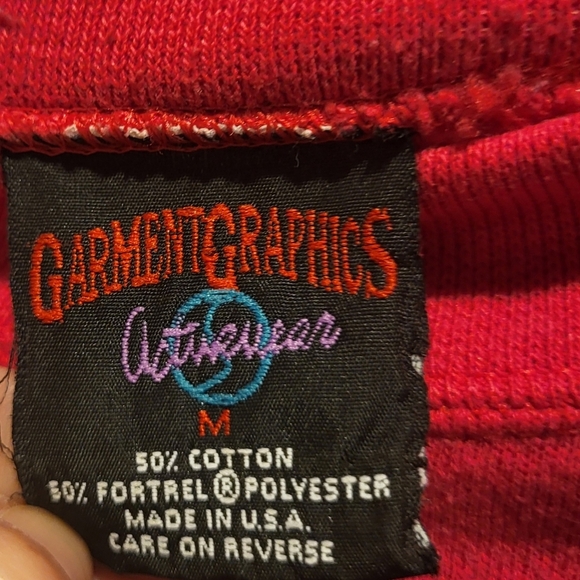 GARMENTGRAPHICS
Activewear
M
50% COTTON
50% FORTREL ® POLYESTER
MADE IN U.S.A.
CARE ON REVERSE